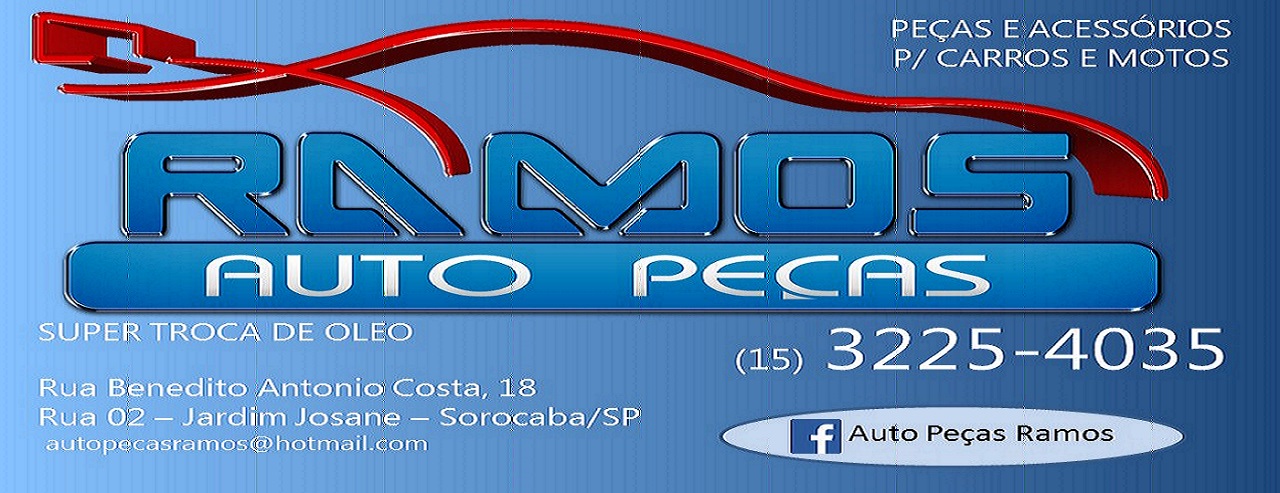 PEÇAS E ACESSÓRIOS
P/ CARROS E MOTOS
RAMOS
AUTO PEÇAS
SUPER TROCA DE OLEO
(15) 3225-4035
Rua Benedito Antonio Costa, 18
Rua 02 – Jardim Josane – Sorocaba/SP
autopecasramos@hotmail.com
f Auto Peças Ramos